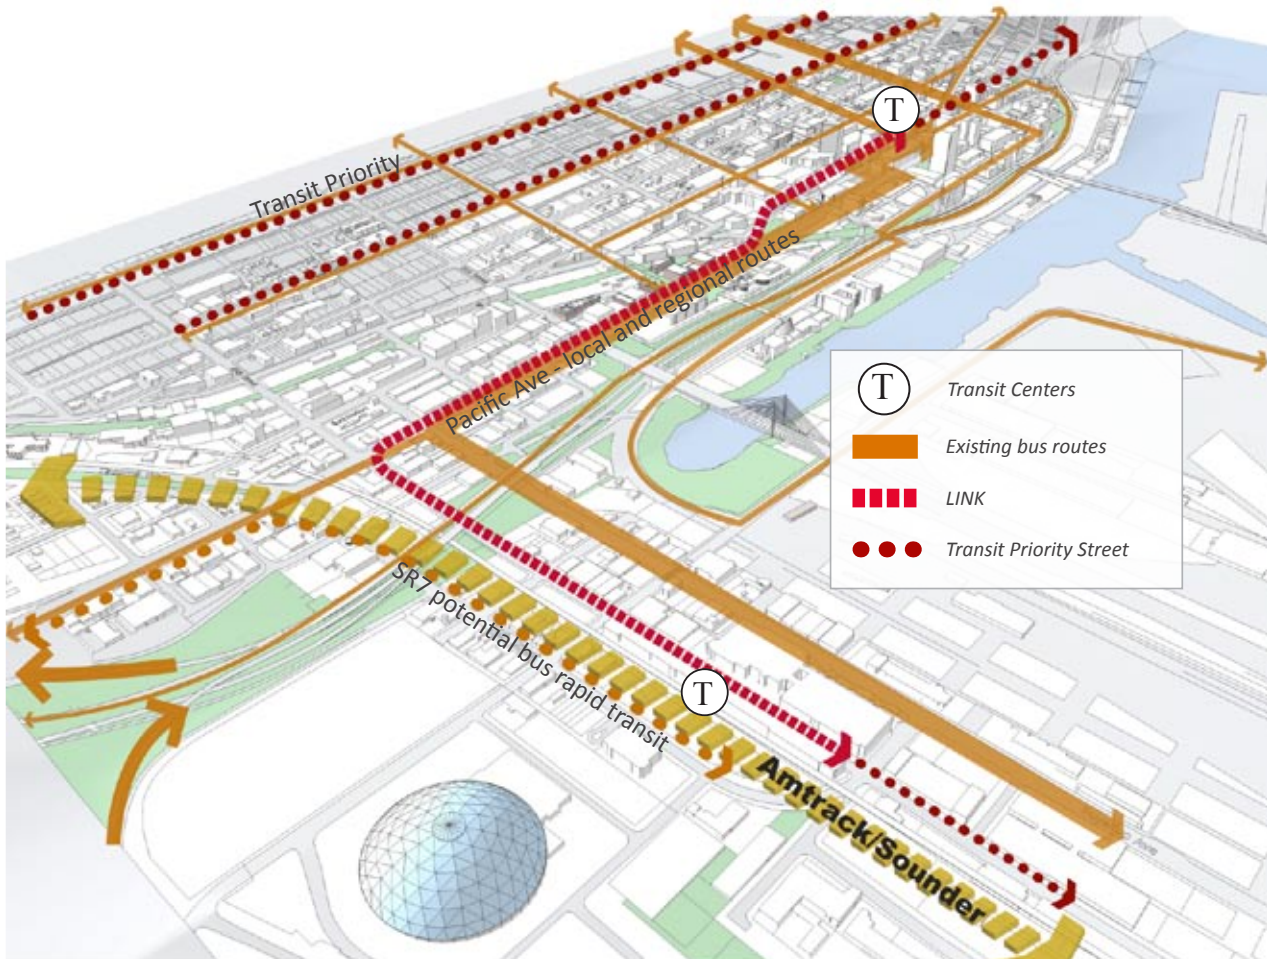 T
Transit Priority
Pacific Ave - local and regional routes
T
Transit Centers
Existing bus routes
LINK
Transit Priority Street
SR7 potential bus rapid transit
T
Amtrack/Sounder